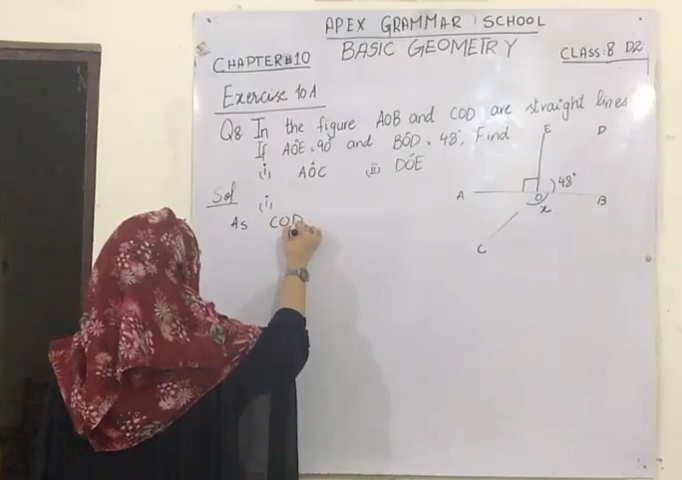 APEX GRAMMAR SCHOOL
BASIC GEOMETRY
CHAPTER#10
CLASS:8 D2
Exercise 10A
Q8 In the figure AOB and COD are straight lines
If AÔE=90° and BÔD=48°, Find
(i) AÔC (ii) DÔE
Sol (i)
As COD
E
D
48°
A
O
B
x
C